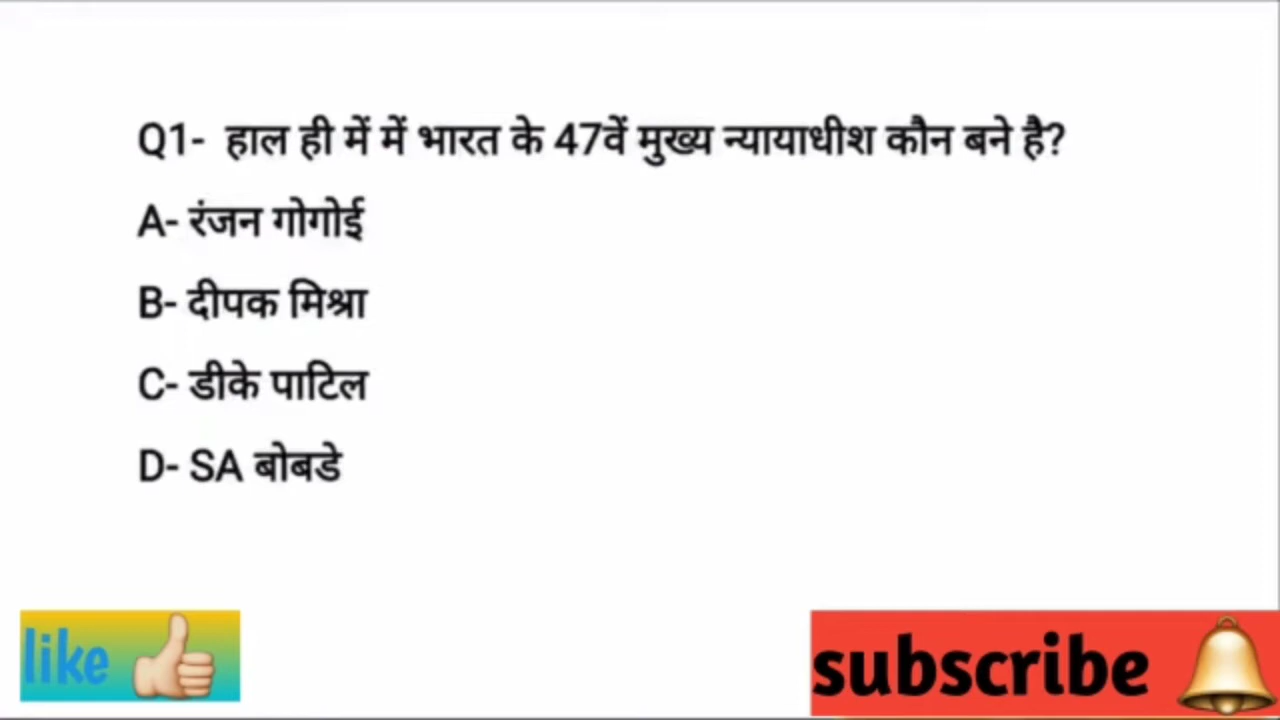 Q1- हाल ही में में भारत के 47वें मुख्य न्यायाधीश कौन बने है?
A- रंजन गोगोई
B- दीपक मिश्रा
C- डीके पाटिल
D- SA बोबडे
like
subscribe